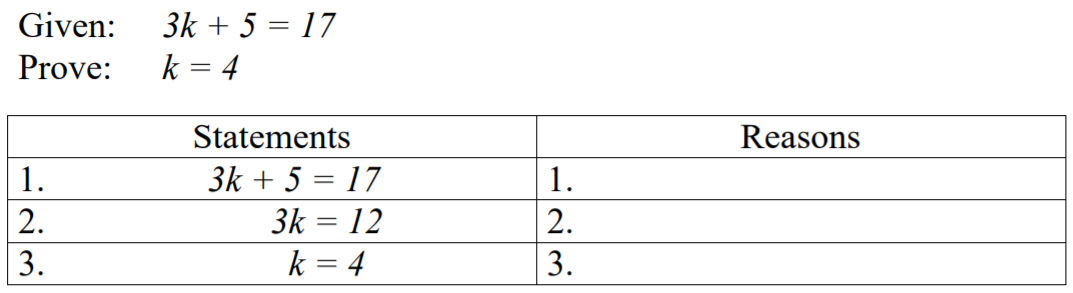 Given: 3k + 5 = 17
Prove: k = 4
Statements Reasons
1. 3k + 5 = 17 1.
2. 3k = 12 2.
3. k = 4 3.